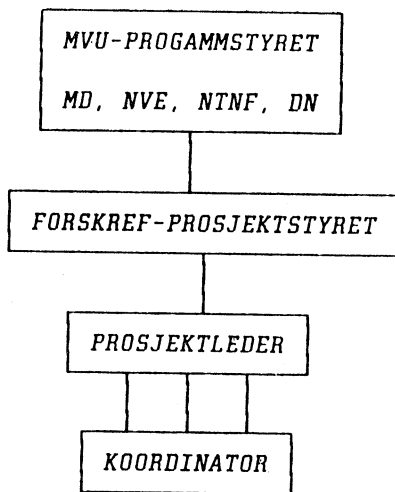 MVU-PROGAMMSTYRET
MD, NVE, NTNF, DN
FORSKREF-PROSJEKTSTYRET
PROSJEKTLEDER
KOORDINATOR